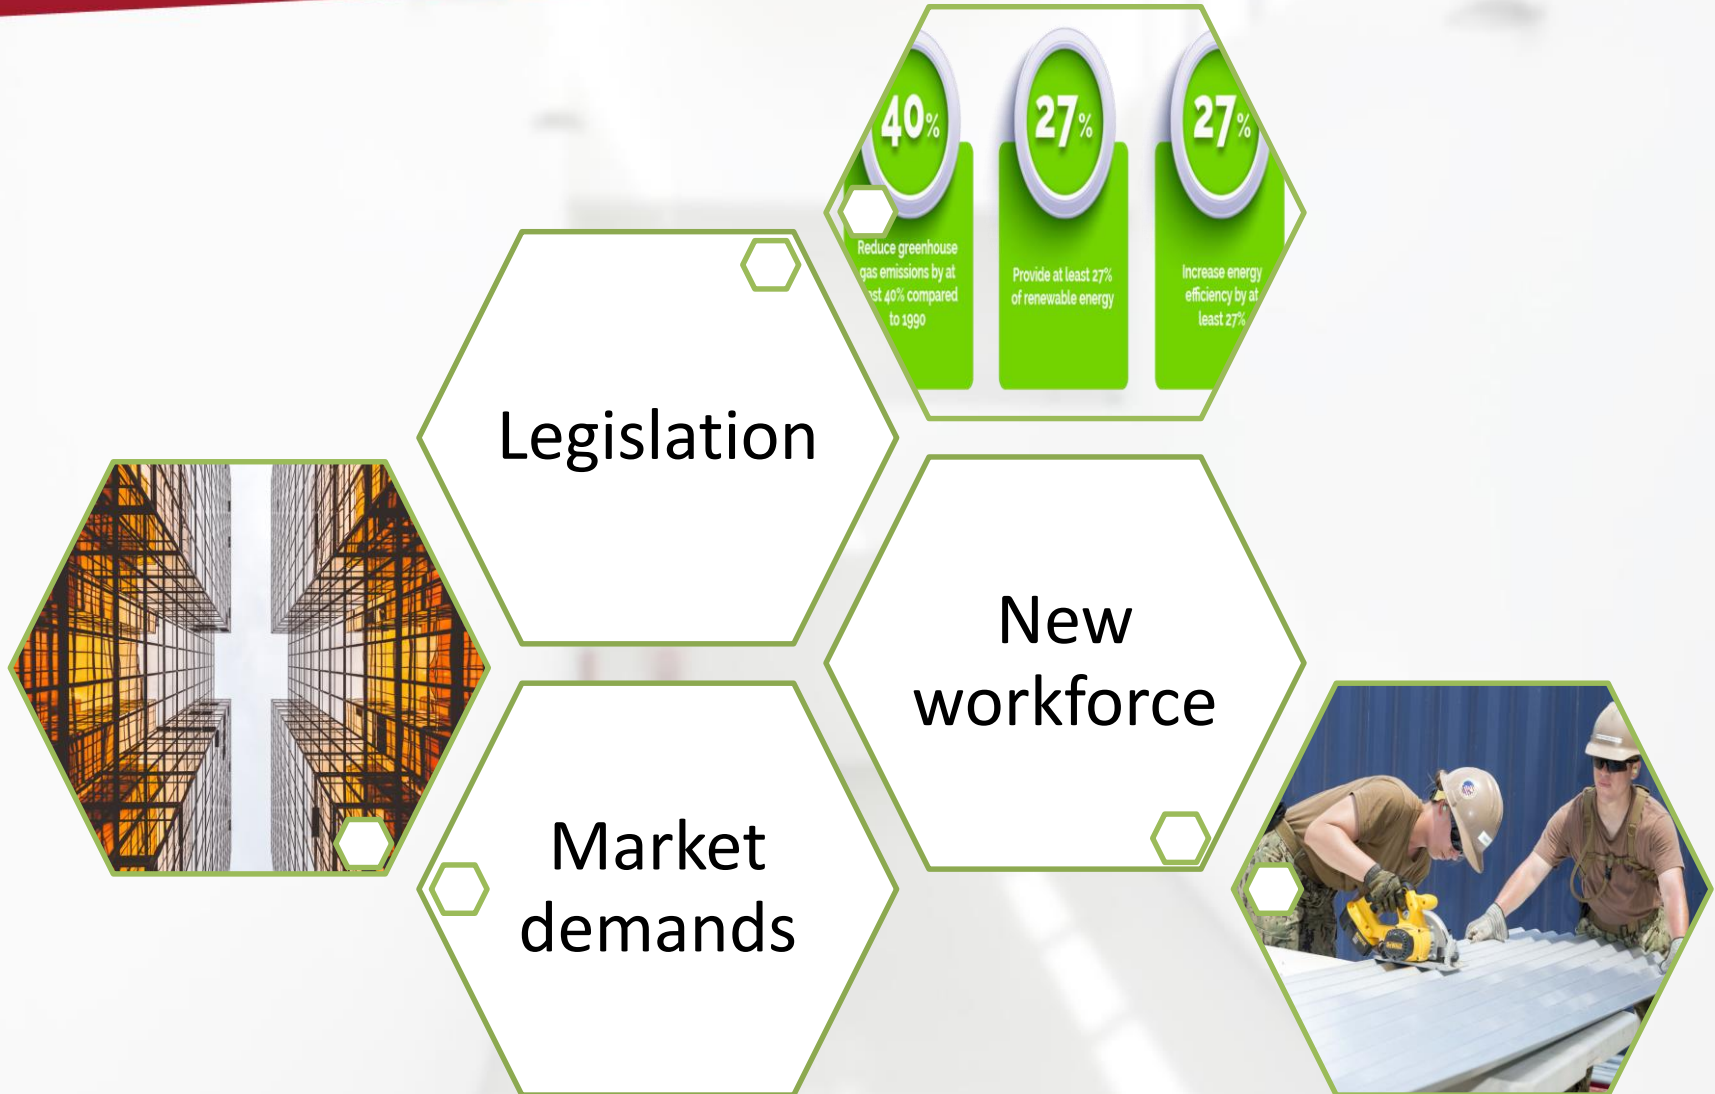 40%
27%
27%
Reduce greenhouse
gas emissions by at
40% compared
to 1990
Provide at least 27%
of renewable energy
Increase energy
efficiency by at
least 27%
Legislation
New
workforce
Market
demands